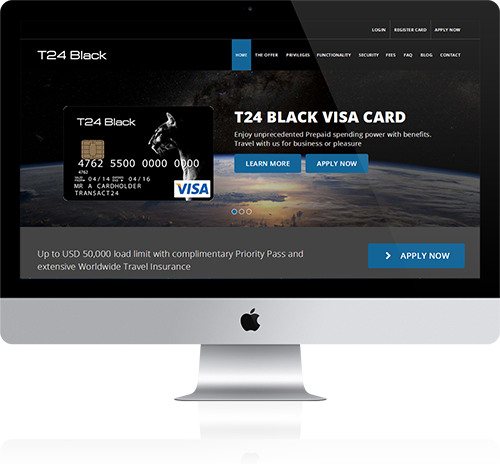 LOGIN REGISTER CARD APPLY NOW
T24 Black
HOME THE OFFER PRIVILEGES FUNCTIONALITY SECURITY FEES FAQ BLOG CONTACT
T24 BLACK VISA CARD
Enjoy unprecedented Prepaid spending power with benefits.
Travel with us for business or pleasure
LEARN MORE APPLY NOW
T24 Black
4762 5500 0000 0000
4762
04/14 04/16
MR A CARDHOLDER
TRANSACT24
VISA
Up to USD 50,000 load limit with complimentary Priority Pass and
extensive Worldwide Travel Insurance
APPLY NOW